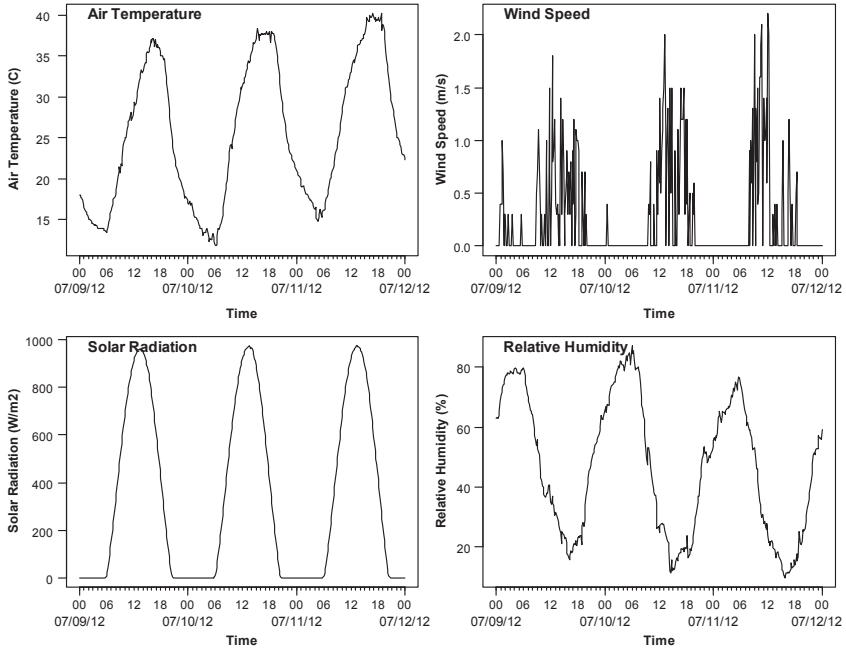 Air Temperature
Air Temperature (C)
40
35
30
25
20
15
00 06 12 18 00 06 12 18 00 06 12 18 00
07/09/12 07/10/12 07/11/12 07/12/12
Time
Wind Speed
Wind Speed (m/s)
2.0
1.5
1.0
0.5
0.0
00 06 12 18 00 06 12 18 00 06 12 18 00
07/09/12 07/10/12 07/11/12 07/12/12
Time
Solar Radiation
Solar Radiation (W/m2)
1000
800
600
400
200
0
00 06 12 18 00 06 12 18 00 06 12 18 00
07/09/12 07/10/12 07/11/12 07/12/12
Time
Relative Humidity
Relative Humidity (%)
80
60
40
20
00 06 12 18 00 06 12 18 00 06 12 18 00
07/09/12 07/10/12 07/11/12 07/12/12
Time